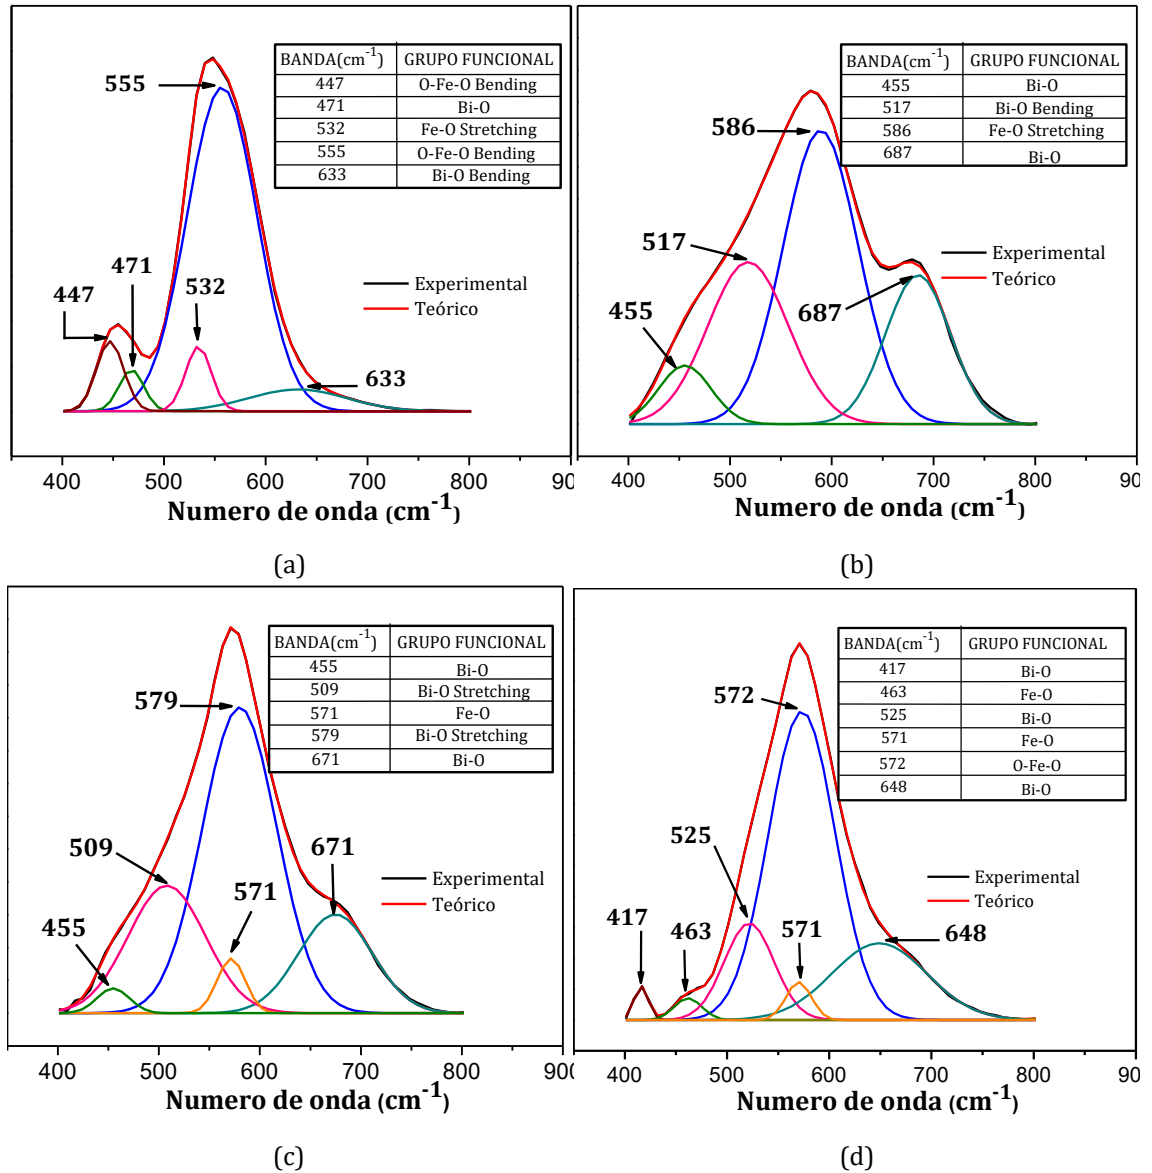 BANDA(cm-1) GRUPO FUNCIONAL
447 O-Fe-O Bending
471 Bi-O
532 Fe-O Stretching
555 O-Fe-O Bending
633 Bi-O Bending
555
471
447
532
633
Experimental
Teórico
400 500 600 700 800 90
Numero de onda (cm-1)
(a)
BANDA(cm-1) GRUPO FUNCIONAL
455 Bi-O
517 Bi-O Bending
586 Fe-O Stretching
687 Bi-O
586
517
455
687
Experimental
Teórico
400 500 600 700 800 90
Numero de onda (cm-1)
(b)
BANDA(cm-1) GRUPO FUNCIONAL
455 Bi-O
509 Bi-O Stretching
571 Fe-O
579 Bi-O Stretching
671 Bi-O
579
509
455
571
671
Experimental
Teórico
400 500 600 700 800 900
Numero de onda (cm-1)
(c)
BANDA(cm-1) GRUPO FUNCIONAL
417 Bi-O
463 Fe-O
525 Bi-O
571 Fe-O
572 O-Fe-O
648 Bi-O
572
525
417
463
571
648
Experimental
Teórico
400 500 600 700 800 90
Numero de onda (cm-1)
(d)